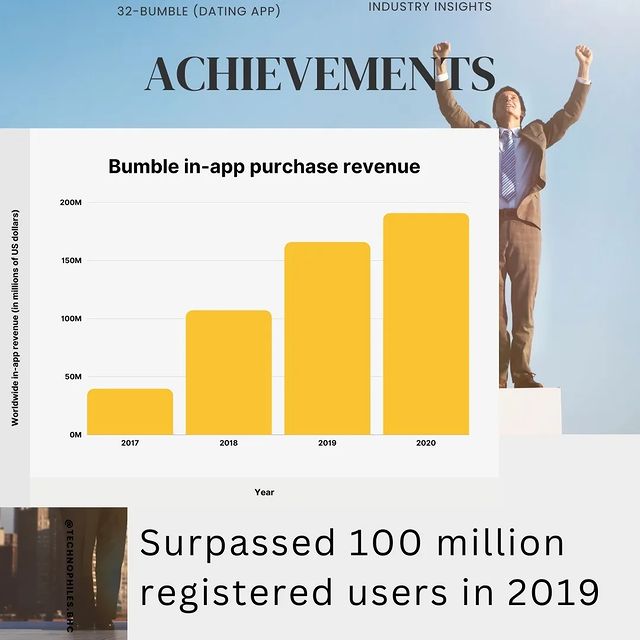 32-BUMBLE (DATING APP)
INDUSTRY INSIGHTS
ACHIEVEMENTS
Bumble in-app purchase revenue
Worldwide in-app revenue (in millions of US dollars)
200M
150M
100M
50M
0M
2017 2018 2019 2020
Year
@TECHNOPHILES.BHC
Surpassed 100 million
registered users in 2019